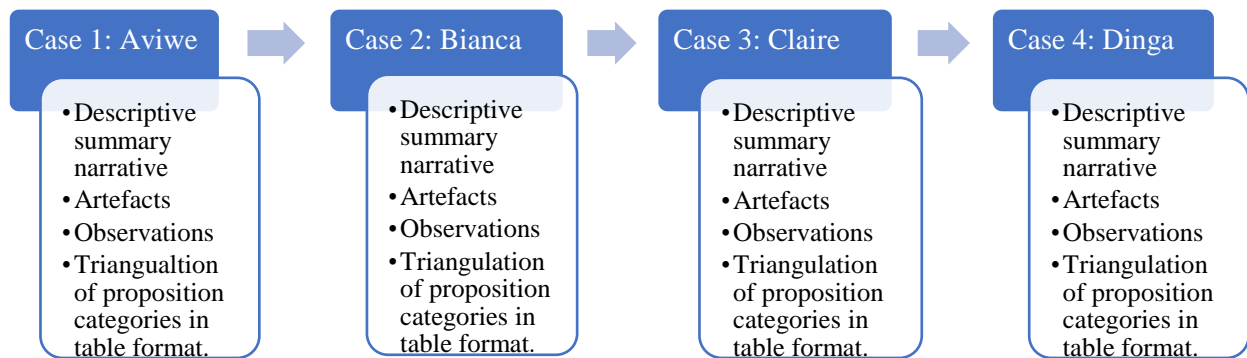 Case 1: Aviwe
•Descriptive
summary
narrative
•Artefacts
•Observations
•Triangualtion
of proposition
categories in
table format.
Case 2: Bianca
•Descriptive
summary
narrative
•Artefacts
•Observations
•Triangulation
of proposition
categories in
table format.
Case 3: Claire
•Descriptive
summary
narrative
•Artefacts
•Observations
•Triangulation
of proposition
categories in
table format.
Case 4: Dinga
•Descriptive
summary
narrative
•Artefacts
•Observations
•Triangulation
of proposition
categories in
table format.